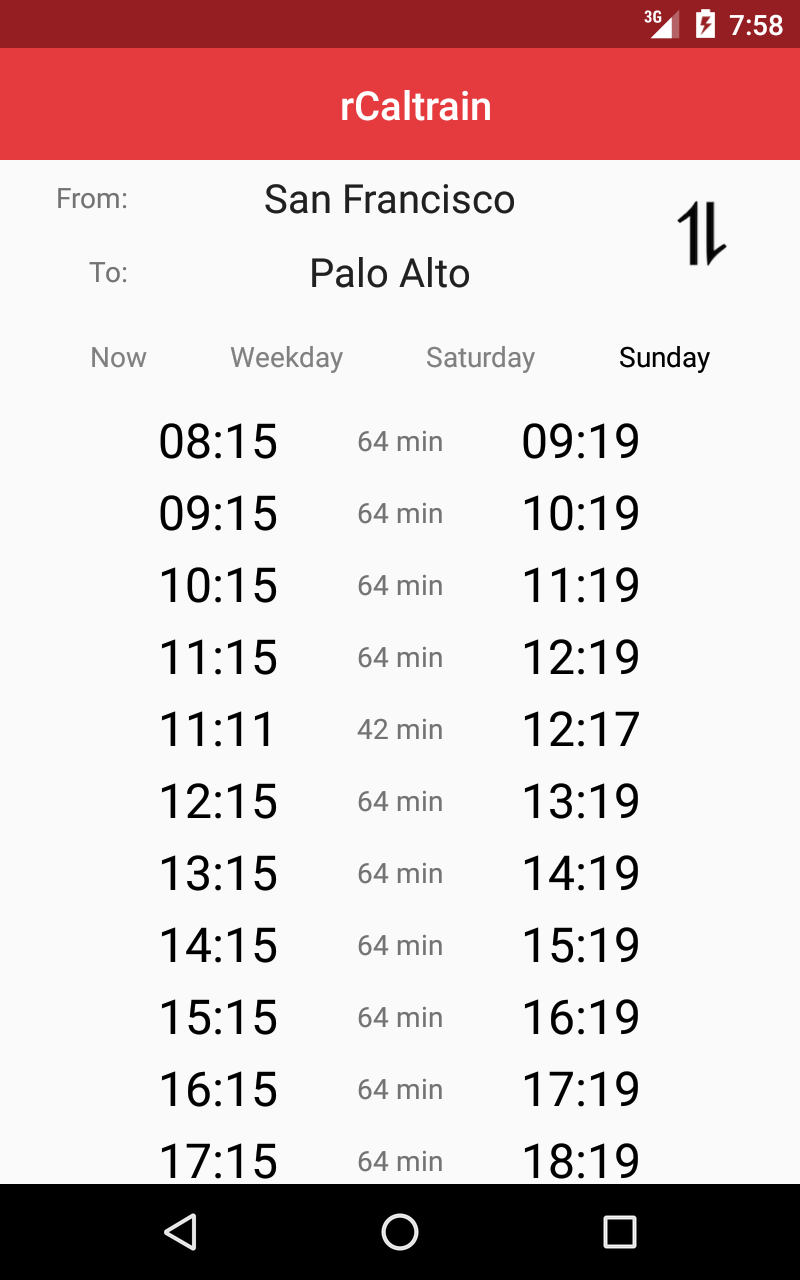 3G 7:58
rCaltrain
From: San Francisco
To: Palo Alto
Now Weekday Saturday Sunday
08:15 64 min 09:19
09:15 64 min 10:19
10:15 64 min 11:19
11:15 64 min 12:19
11:11 42 min 12:17
12:15 64 min 13:19
13:15 64 min 14:19
14:15 64 min 15:19
15:15 64 min 16:19
16:15 64 min 17:19
17:15 64 min 18:19